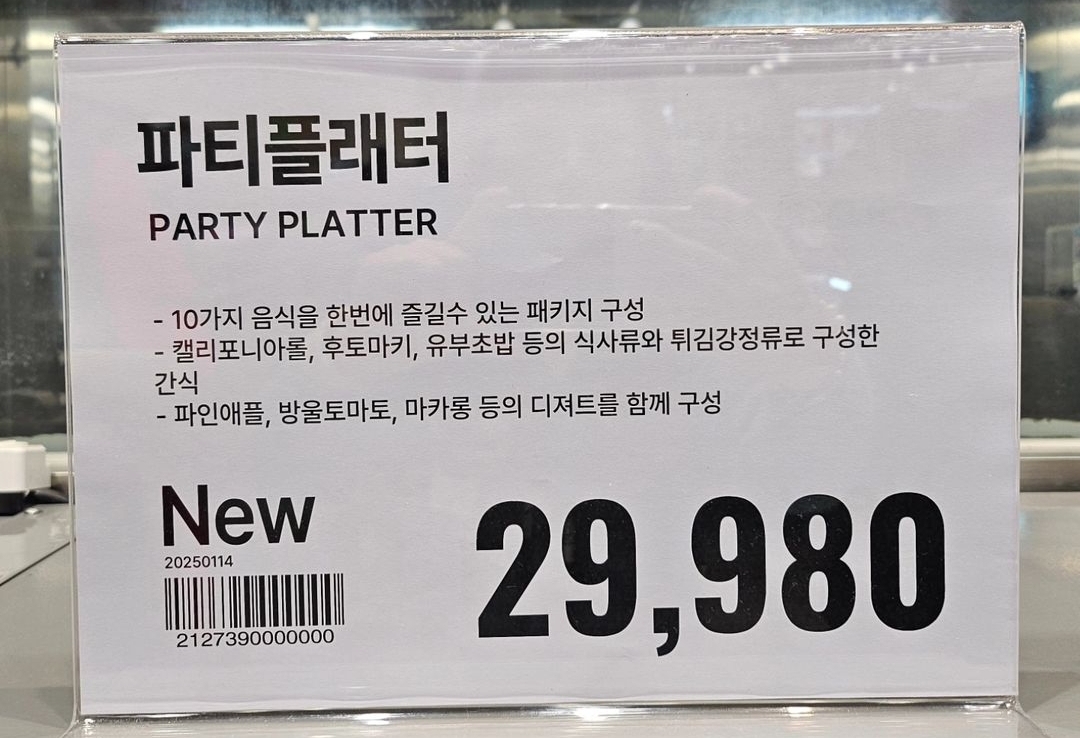 파티플래터
PARTY PLATTER
- 10가지 음식을 한번에 즐길수 있는 패키지 구성
- 캘리포니아롤, 후토마키, 유부초밥 등의 식사류와 튀김강정류로 구성한
간식
- 파인애플, 방울토마토, 마카롱 등의 디져트를 함께 구성
New
20250114
2127390000000
29,980